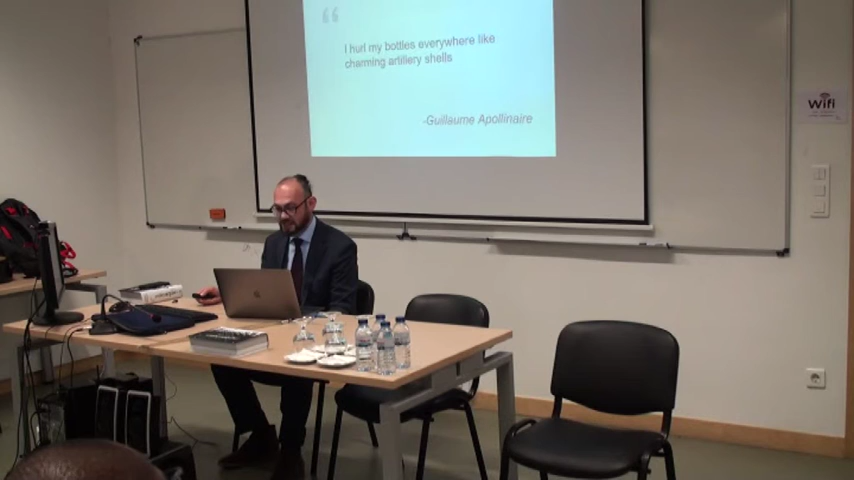 “
I hurl my bottles everywhere like
charming artillery shells
-Guillaume Apollinaire
Wifi